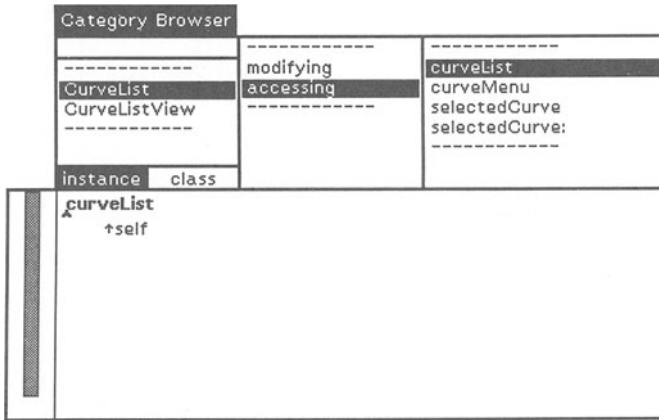 Category Browser
------------
CurveList
CurveListView
------------
instance class
------------
modifying
accessing
------------
------------
curveList
curveMenu
selectedCurve
selectedCurve:
------------
curveList
↑self